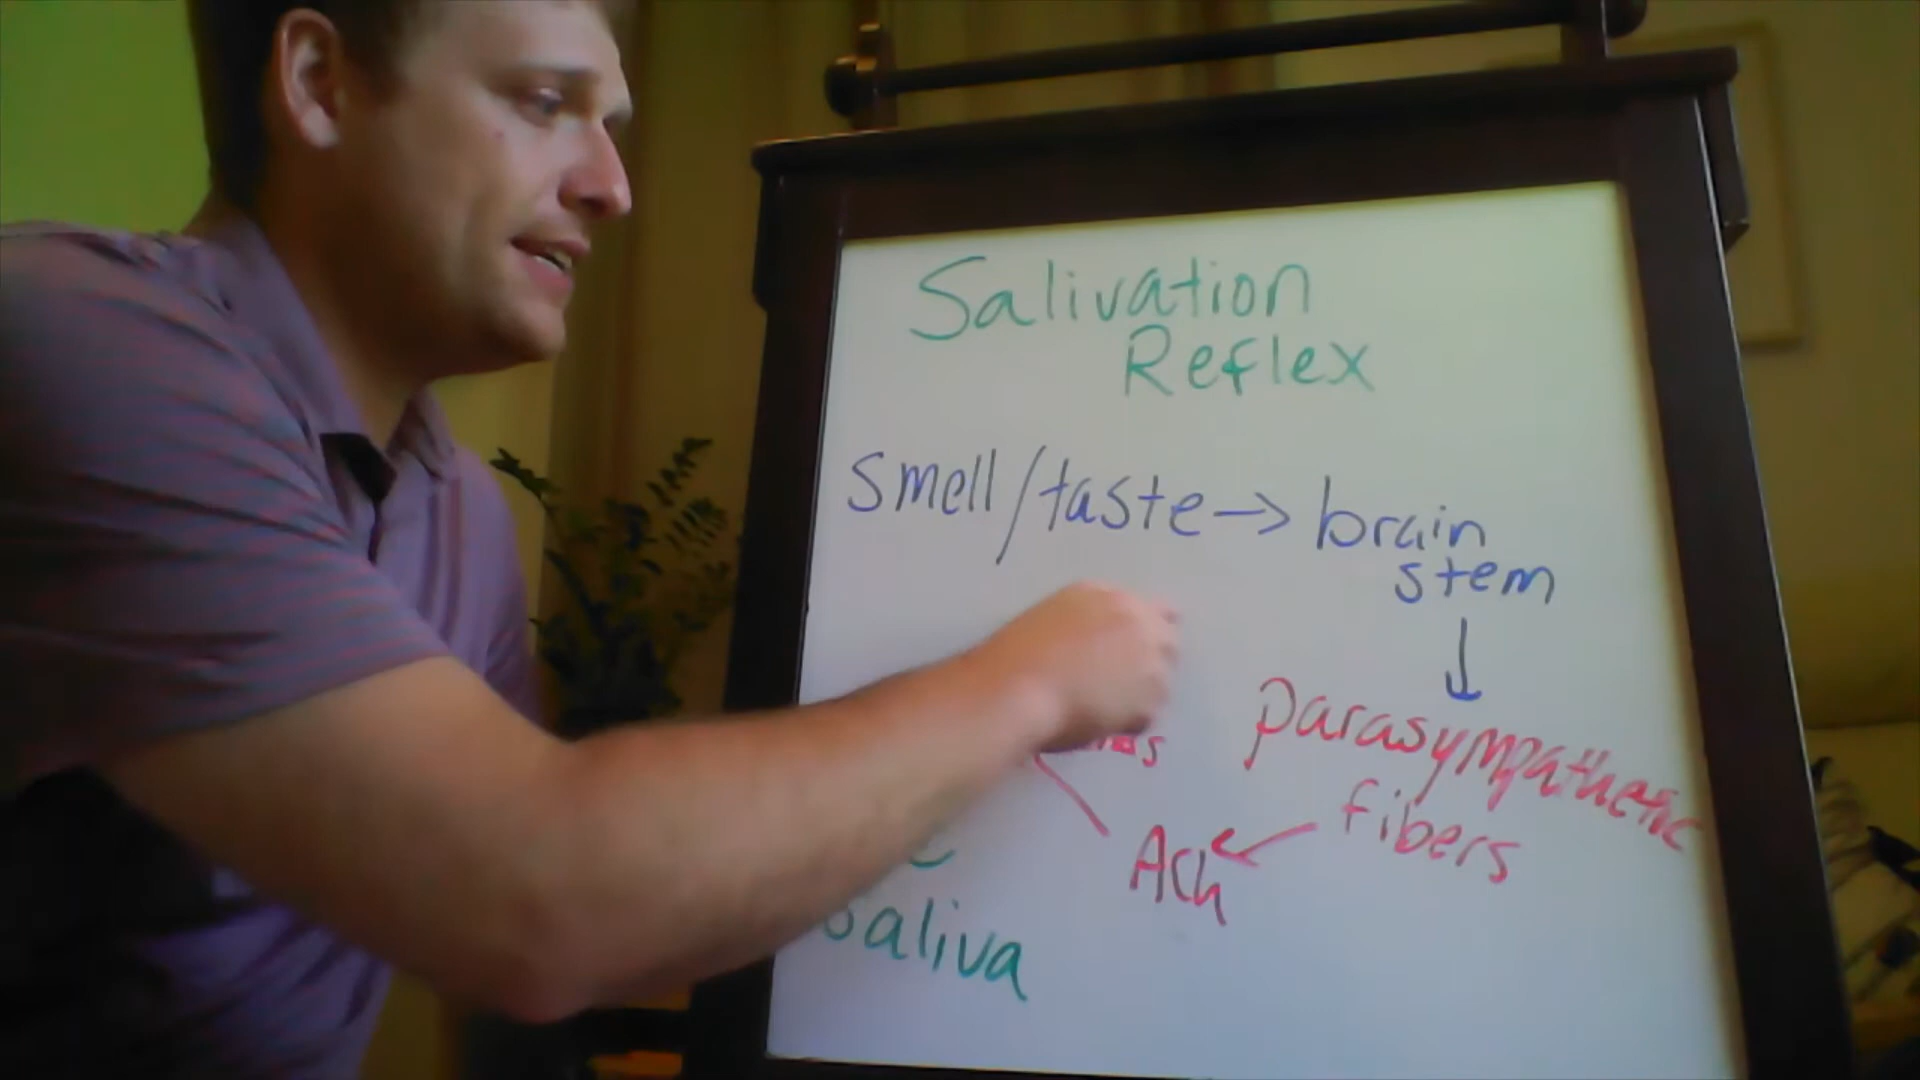 Salivation
Reflex
smell/taste → brain
stem
parasympathetic
fibers
ACh
saliva